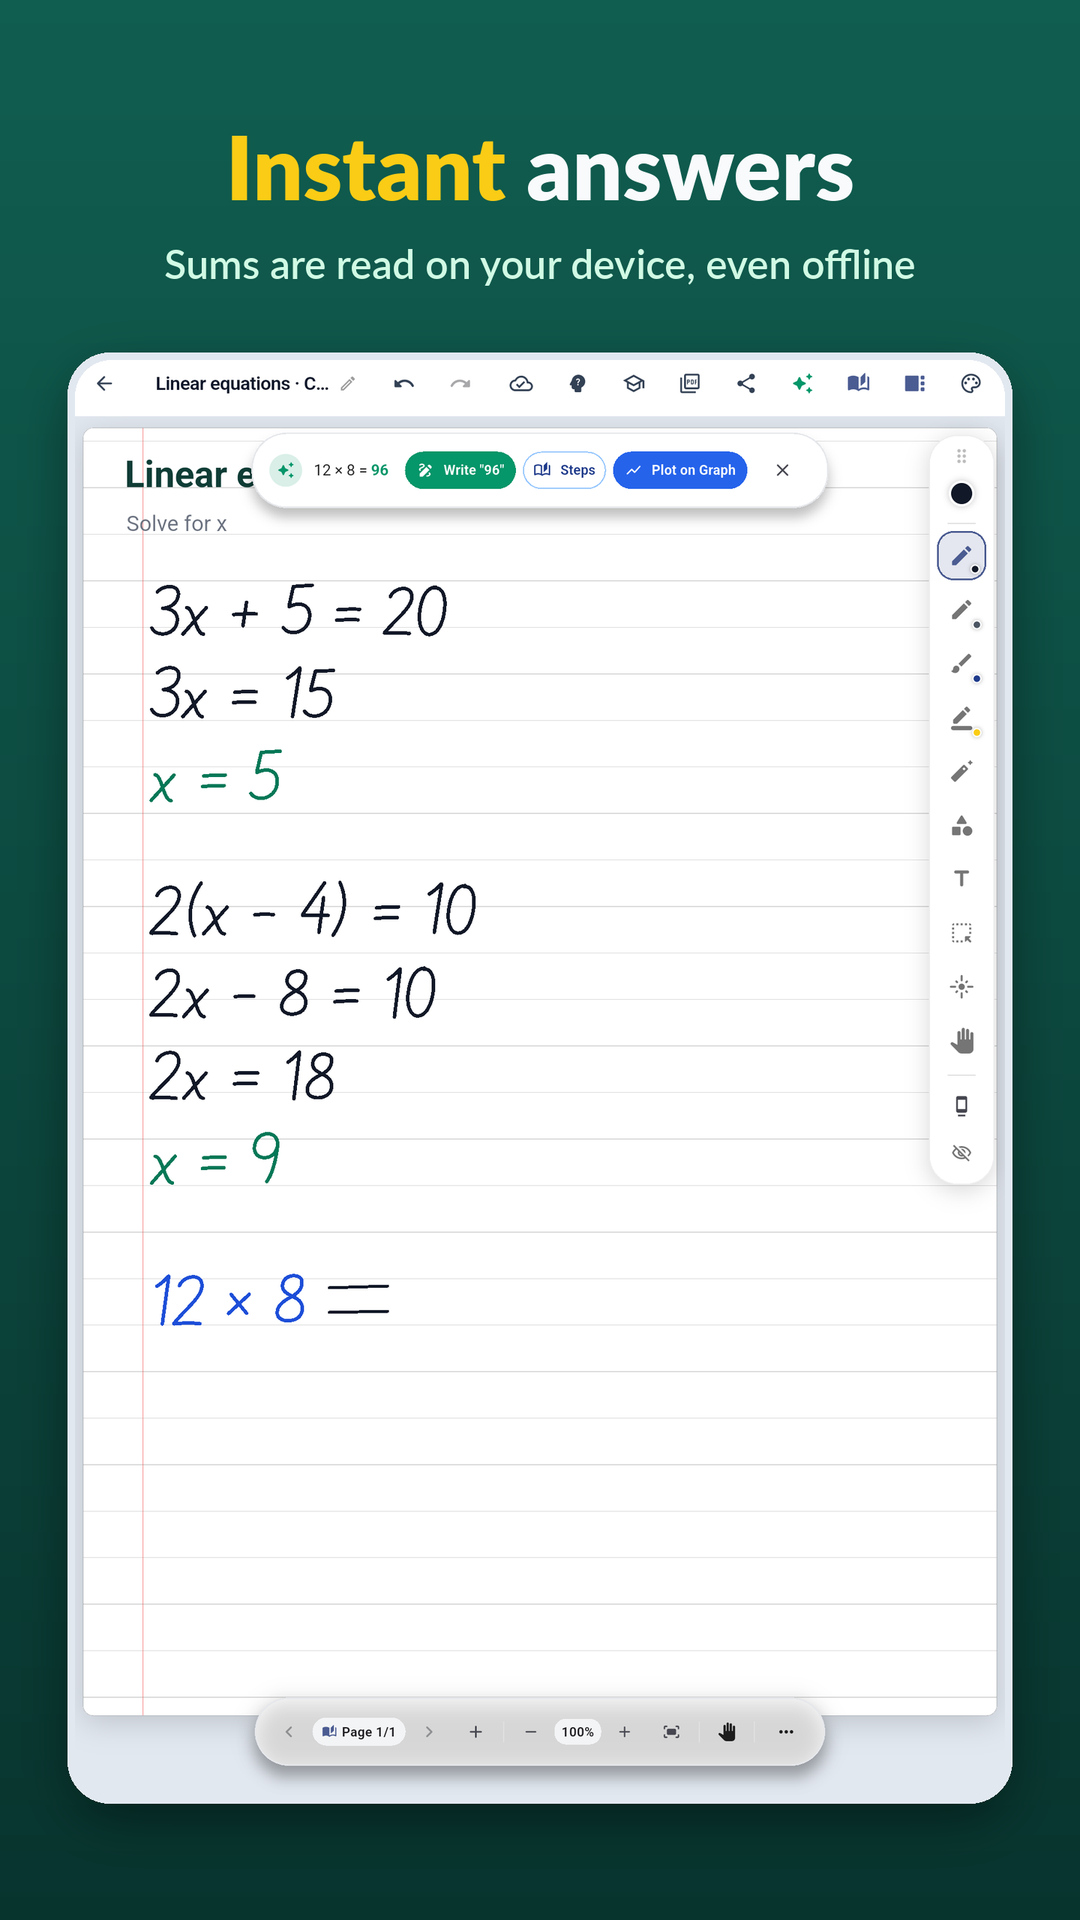 Instant answers
Sums are read on your device, even offline
Linear equations · C...
12 × 8 = 96 Write "96" Steps Plot on Graph
Linear e
Solve for x
3x + 5 = 20
3x = 15
x = 5
2(x − 4) = 10
2x − 8 = 10
2x = 18
x = 9
12 × 8 =
Page 1/1 100%